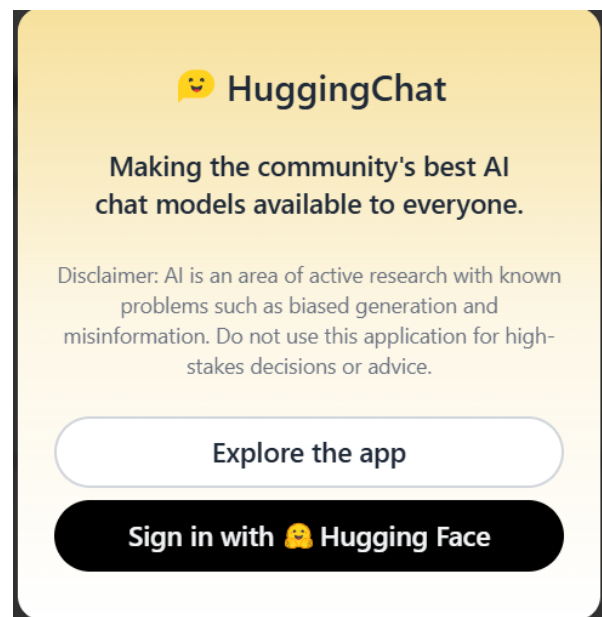 HuggingChat
Making the community's best AI
chat models available to everyone.
Disclaimer: AI is an area of active research with known
problems such as biased generation and
misinformation. Do not use this application for high-
stakes decisions or advice.
Explore the app
Sign in with 🤗 Hugging Face